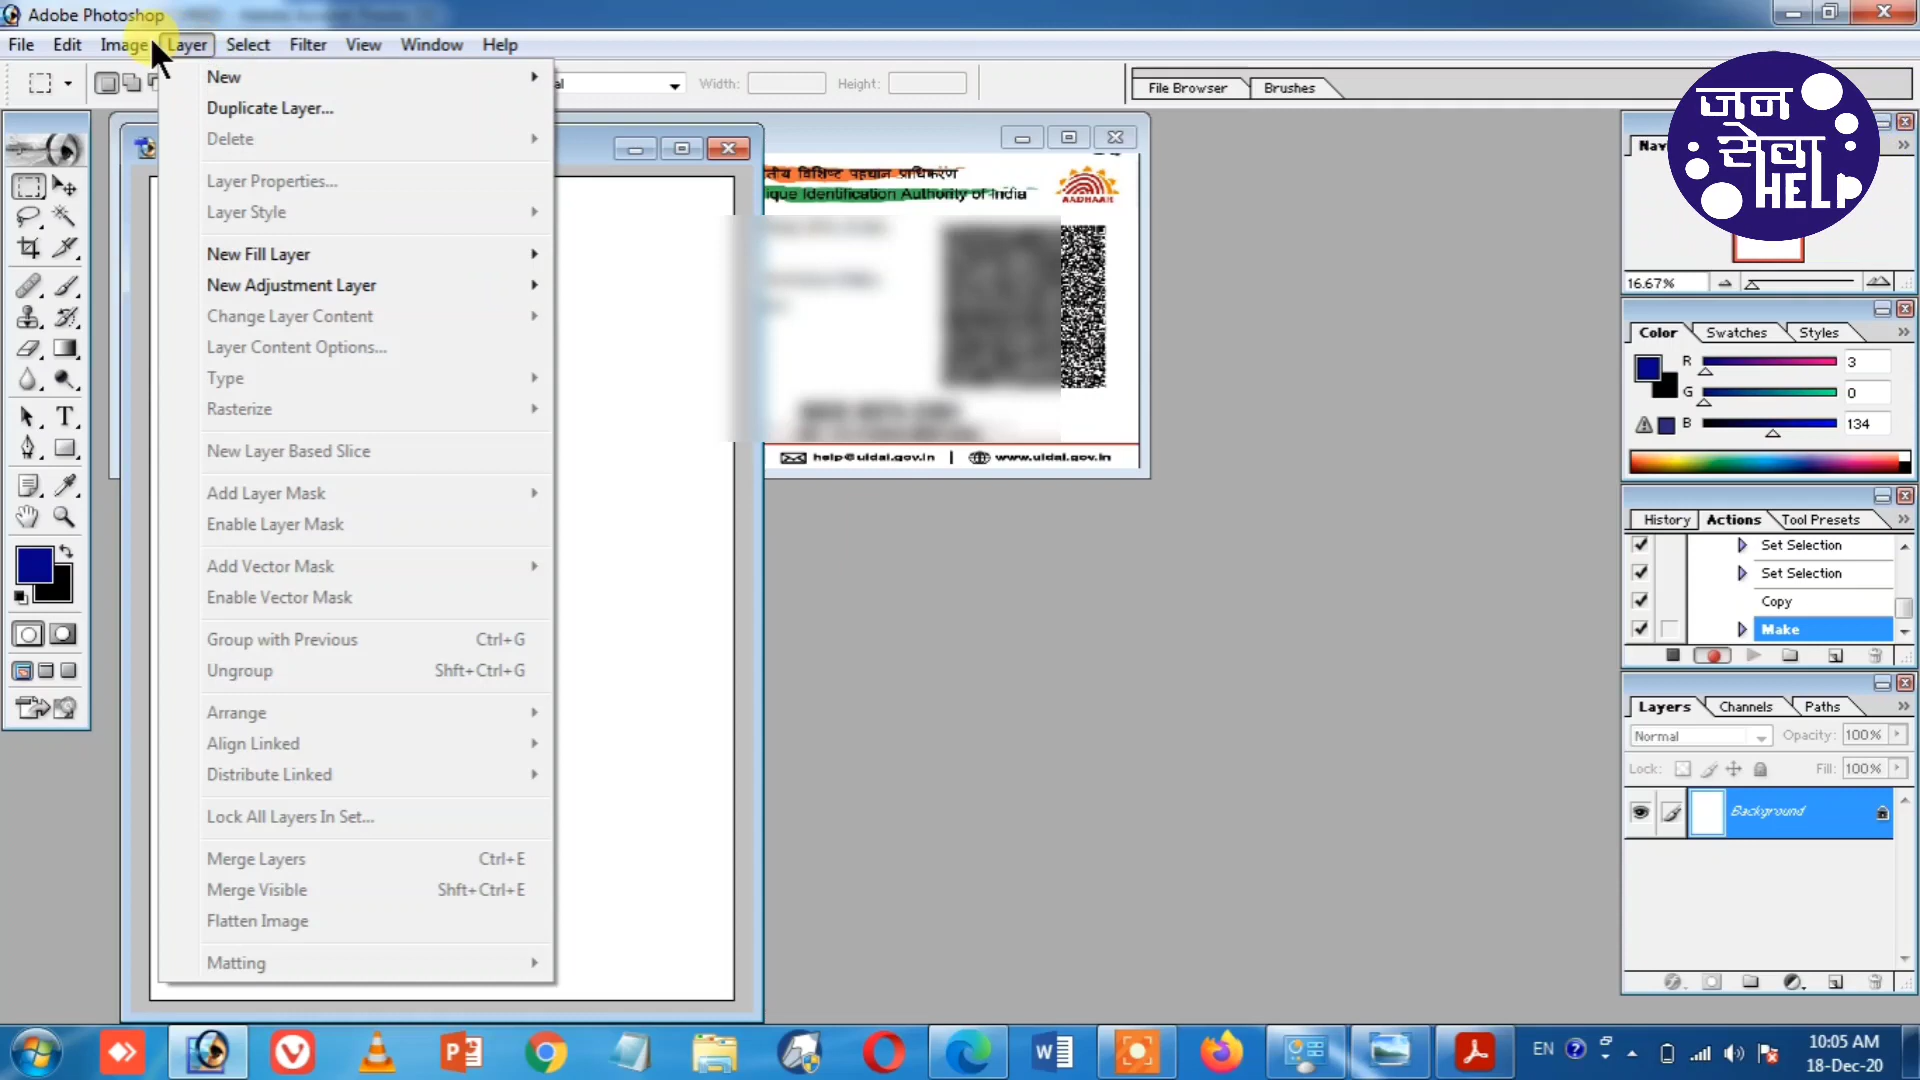 Adobe Photoshop
File Edit Image Layer Select Filter View Window Help
Width: Height: File Browser Brushes
New
Duplicate Layer...
Delete
Layer Properties...
Layer Style
New Fill Layer
New Adjustment Layer
Change Layer Content
Layer Content Options...
Type
Rasterize
New Layer Based Slice
Add Layer Mask
Enable Layer Mask
Add Vector Mask
Enable Vector Mask
Group with Previous Ctrl+G
Ungroup Shft+Ctrl+G
Arrange
Align Linked
Distribute Linked
Lock All Layers In Set...
Merge Layers Ctrl+E
Merge Visible Shft+Ctrl+E
Flatten Image
Matting
विशिष्ट पहचान प्राधिकरण
Identification Authority of India
AADHAAR
help@uidai.gov.in | www.uidai.gov.in
जन
सेवा
HELP
16.67%
Color Swatches Styles
R 3
G 0
B 134
History Actions Tool Presets
Set Selection
Set Selection
Copy
Make
Layers Channels Paths
Normal Opacity: 100%
Lock: Fill: 100%
Background
EN 10:05 AM
18-Dec-20